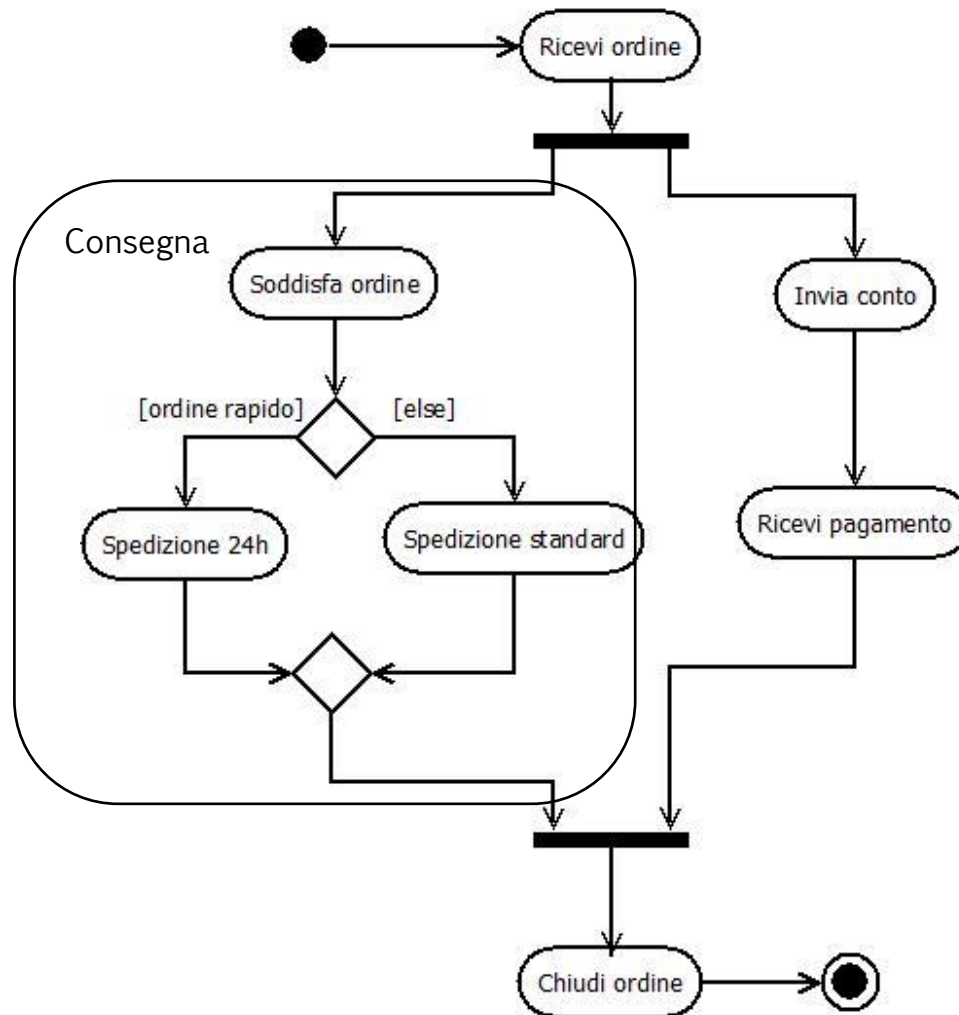 Ricevi ordine
Consegna
Soddisfa ordine
Invia conto
[ordine rapido]
[else]
Spedizione 24h
Spedizione standard
Ricevi pagamento
Chiudi ordine